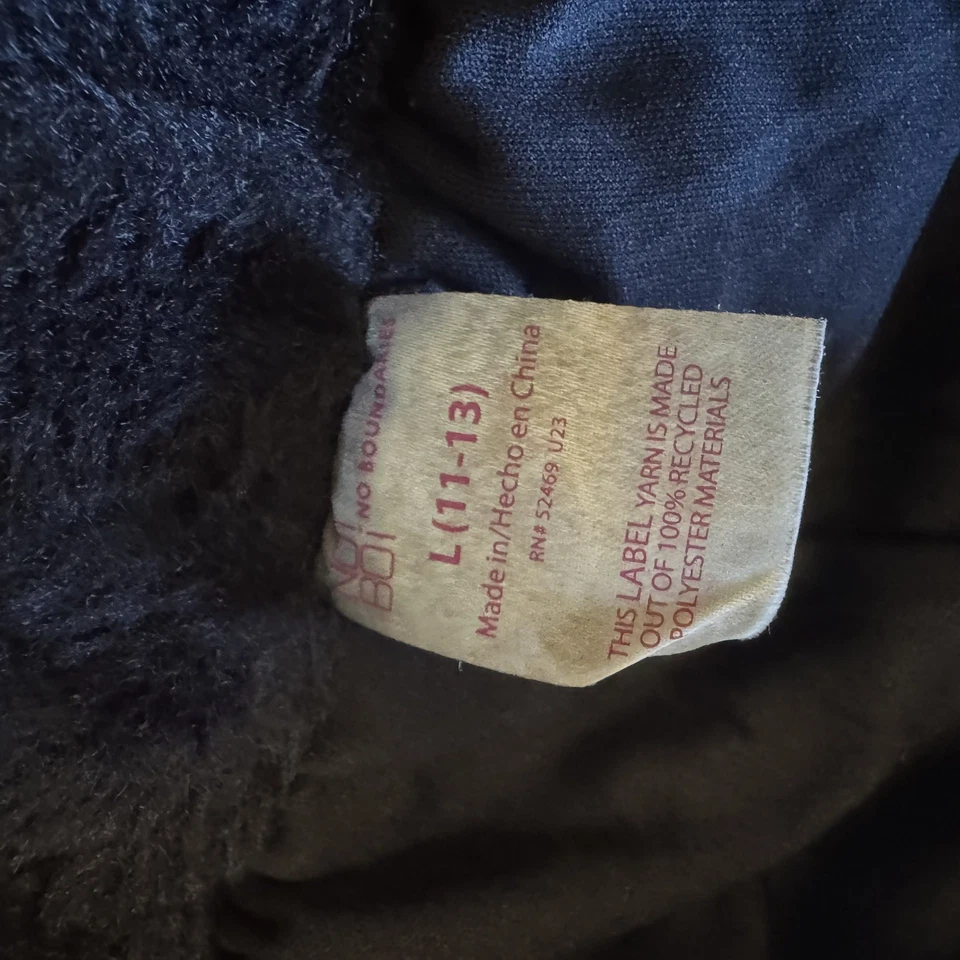 NO BOUNDARIES
L (11-13)
Made in/Hecho en China
RN# 52469 U23
THIS LABEL YARN IS MADE
OUT OF 100% RECYCLED
POLYESTER MATERIALS